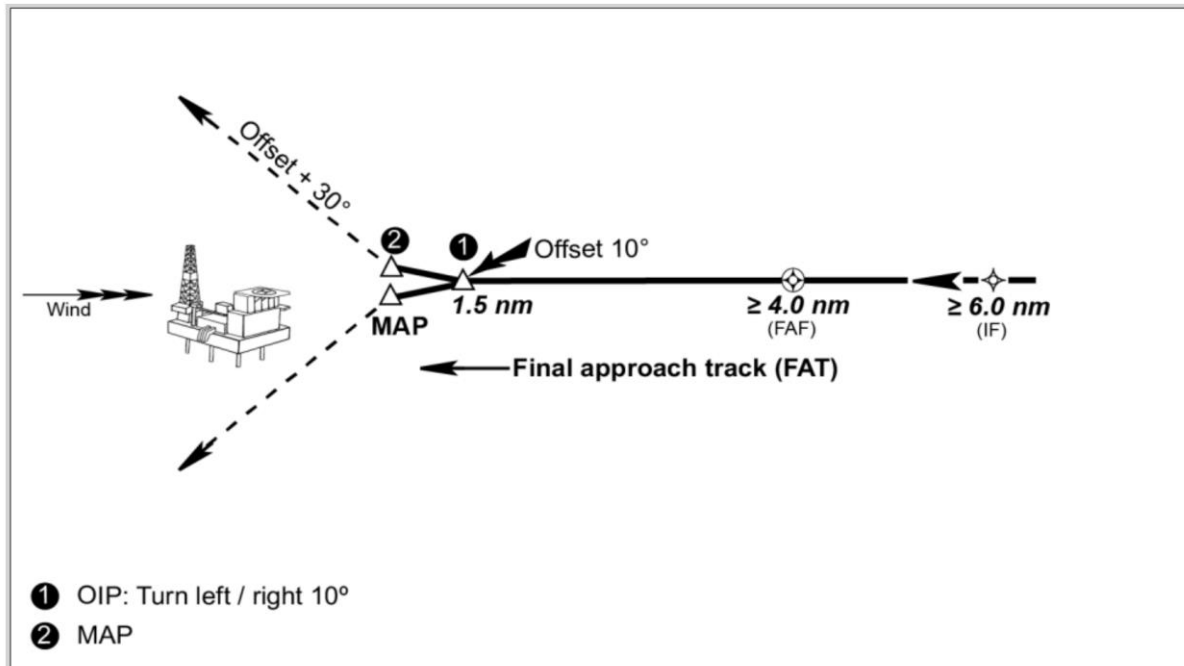 Offset + 30°
2
1
Offset 10°
Wind
MAP
1.5 nm
≥ 4.0 nm
(FAF)
≥ 6.0 nm
(IF)
Final approach track (FAT)
1 OIP: Turn left / right 10º
2 MAP